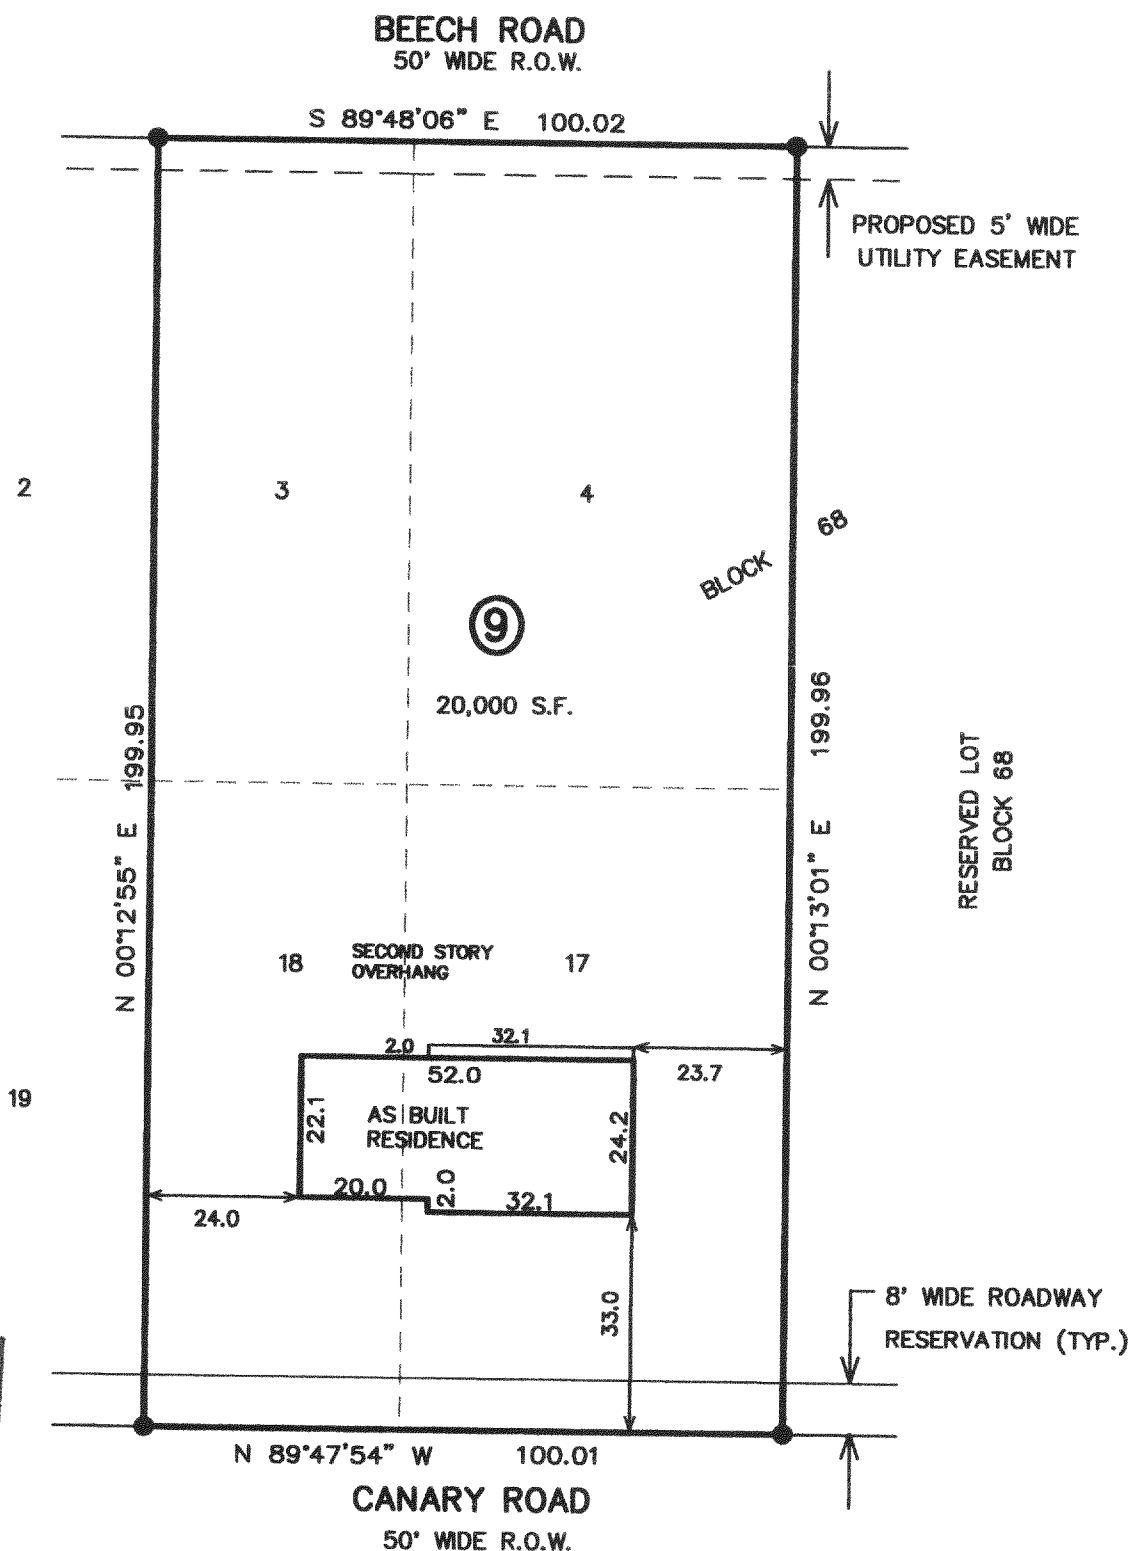 BEECH ROAD
50' WIDE R.O.W.
S 89°48'06" E 100.02
PROPOSED 5' WIDE
UTILITY EASEMENT
2
3
4
BLOCK 68
9
20,000 S.F.
N 00°12'55" E 199.95
N 00°13'01" E 199.96
RESERVED LOT
BLOCK 68
18
SECOND STORY
OVERHANG
17
2.0
32.1
52.0
23.7
19
22.1
AS BUILT
RESIDENCE
24.2
20.0
2.0
32.1
24.0
33.0
8' WIDE ROADWAY
RESERVATION (TYP.)
N 89°47'54" W 100.01
CANARY ROAD
50' WIDE R.O.W.